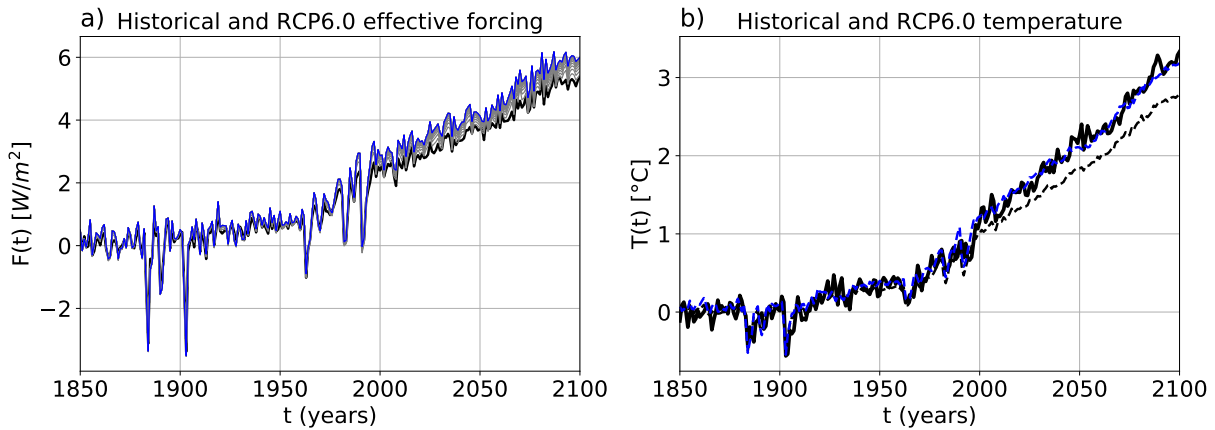 a) Historical and RCP6.0 effective forcing
F(t) [W/m²]
6
4
2
0
−2
1850 1900 1950 2000 2050 2100
t (years)
b) Historical and RCP6.0 temperature
T(t) [°C]
3
2
1
0
1850 1900 1950 2000 2050 2100
t (years)